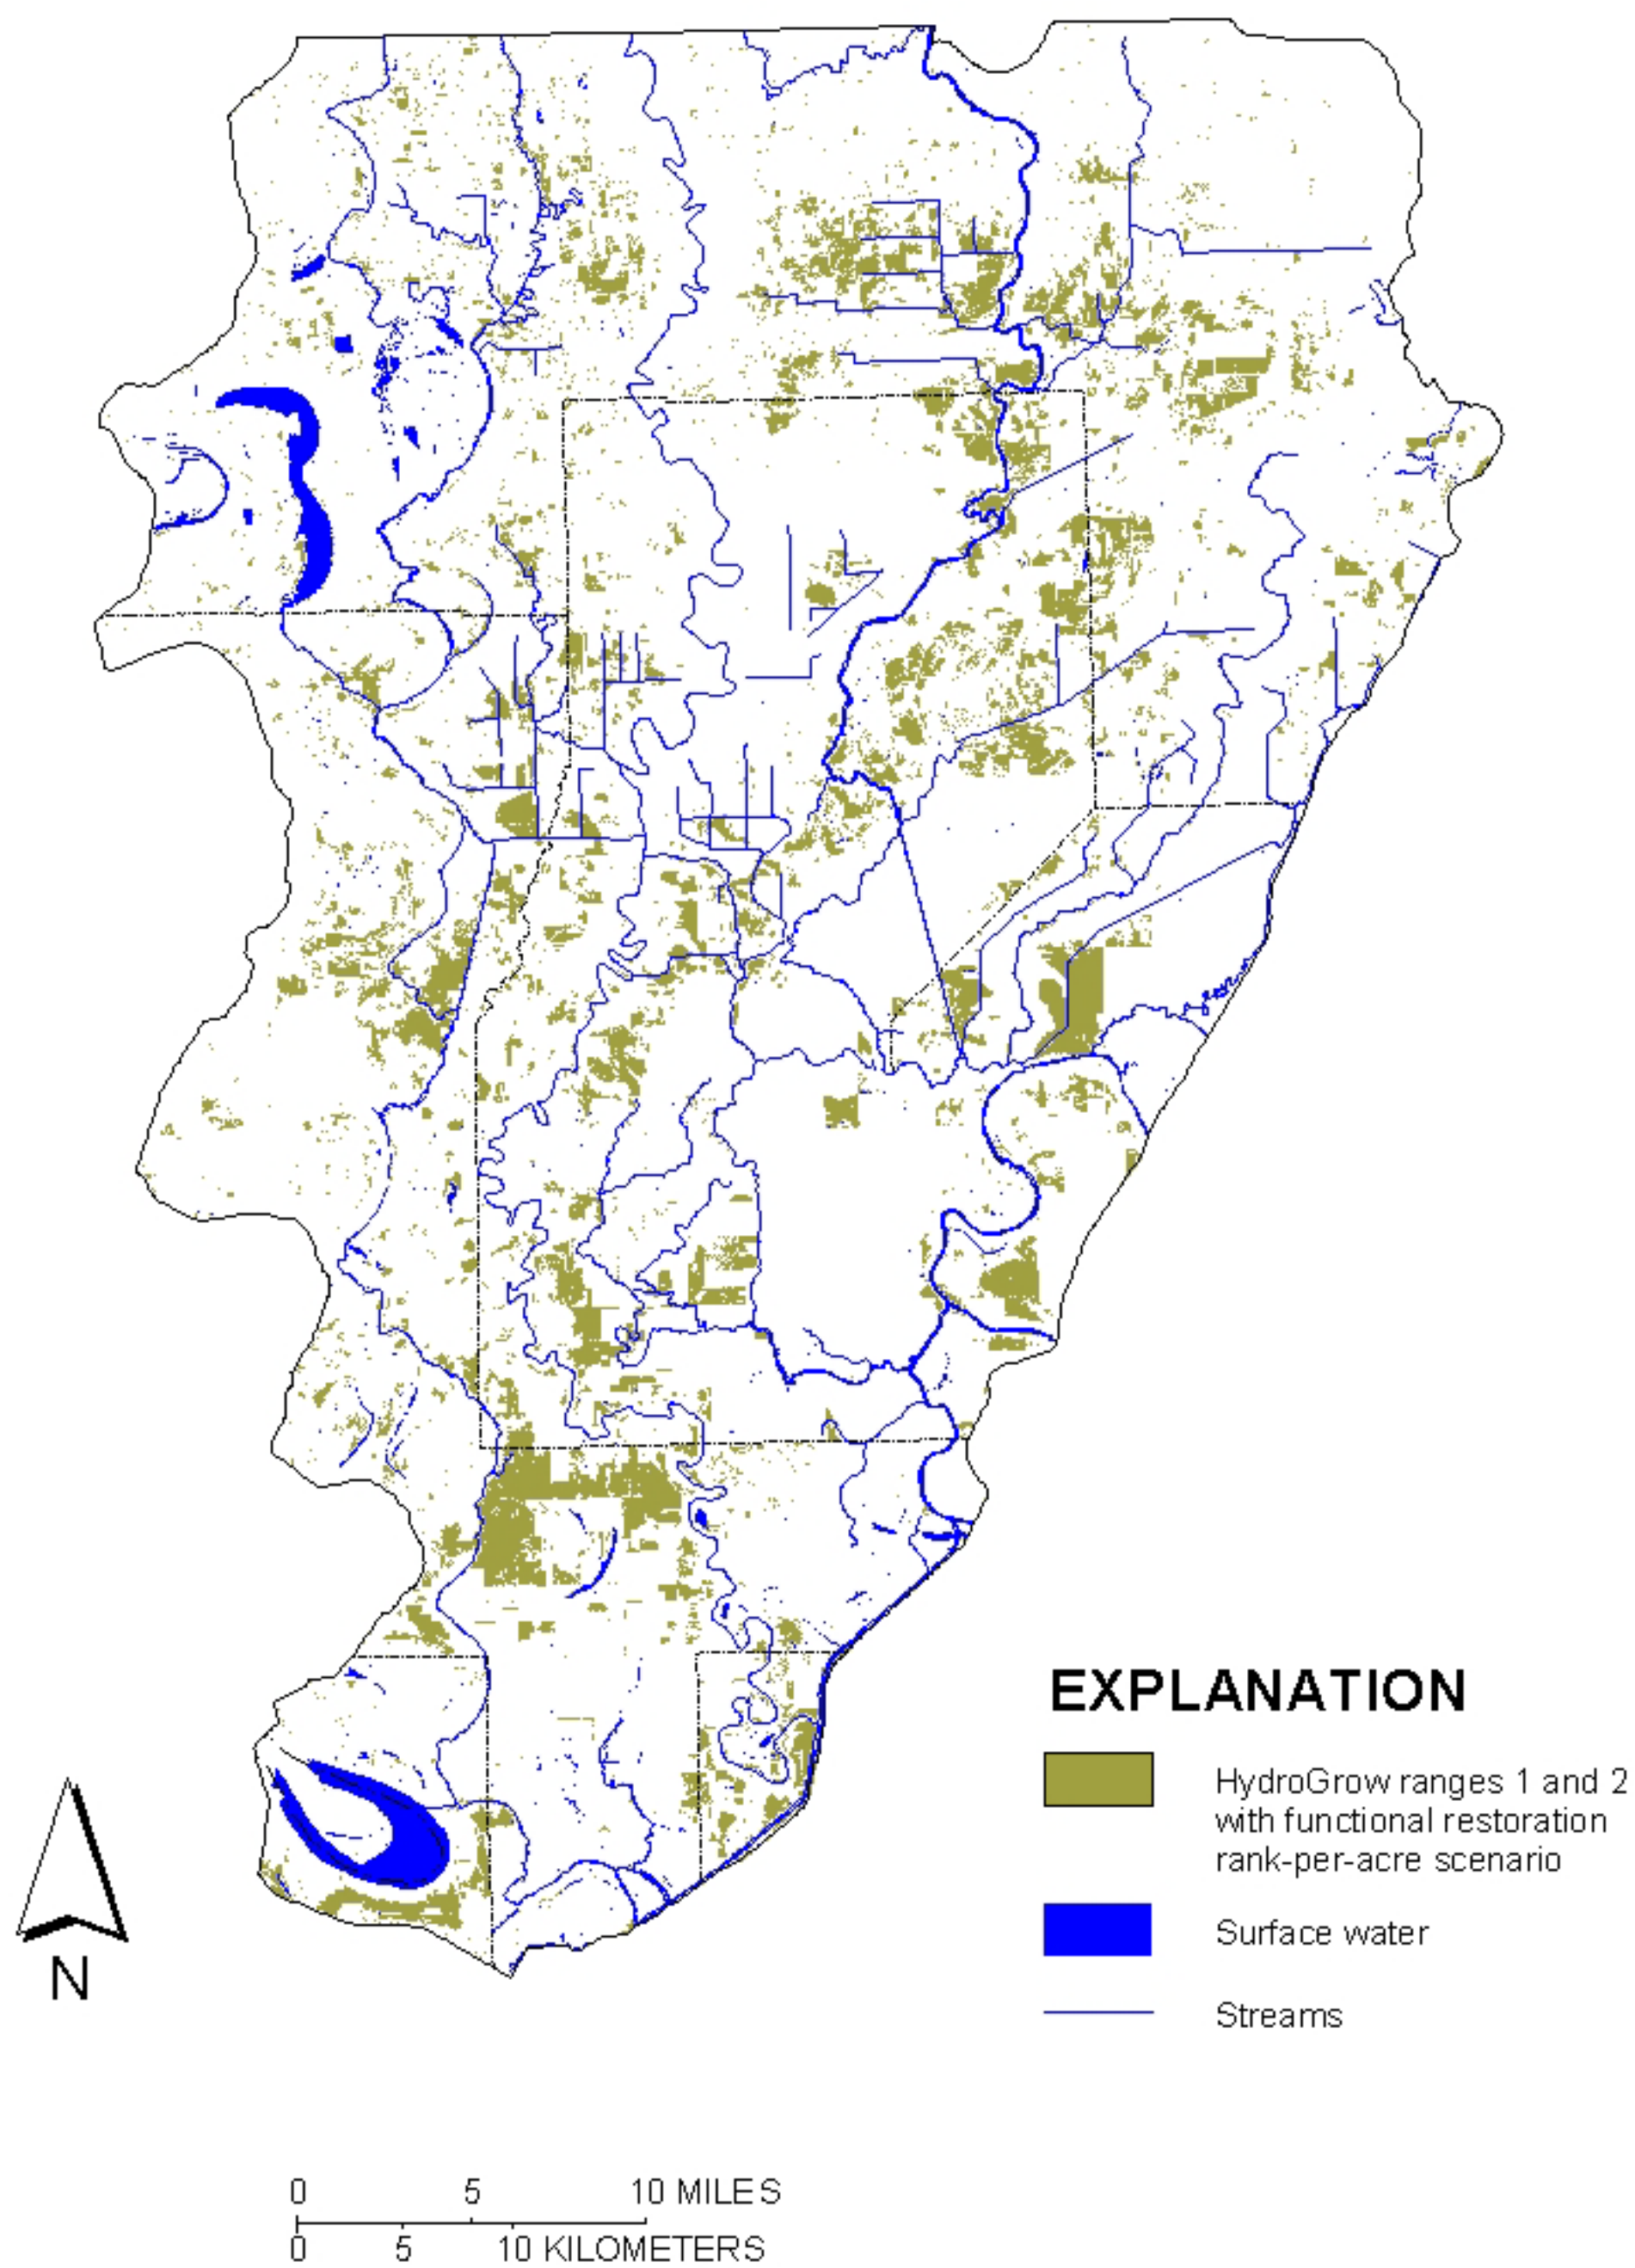 EXPLANATION
HydroGrow ranges 1 and 2
with functional restoration
rank-per-acre scenario
Surface water
Streams
N
0 5 10 MILES
0 5 10 KILOMETERS